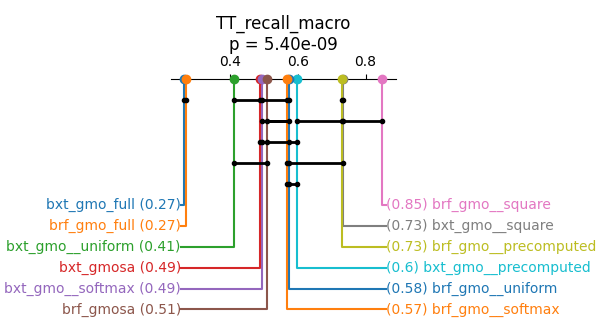 TT_recall_macro
p = 5.40e-09
0.4 0.6 0.8
bxt_gmo_full (0.27) (0.85) brf_gmo__square
brf_gmo_full (0.27) (0.73) bxt_gmo__square
bxt_gmo__uniform (0.41) (0.73) brf_gmo__precomputed
bxt_gmosa (0.49) (0.6) bxt_gmo__precomputed
bxt_gmo__softmax (0.49) (0.58) brf_gmo__uniform
brf_gmosa (0.51) (0.57) brf_gmo__softmax